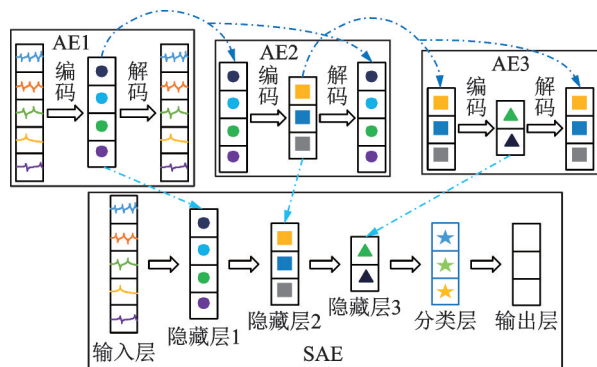 AE1
编码
解码
AE2
编码
解码
AE3
编码
解码
输入层
隐藏层1
隐藏层2
隐藏层3
分类层
输出层
SAE